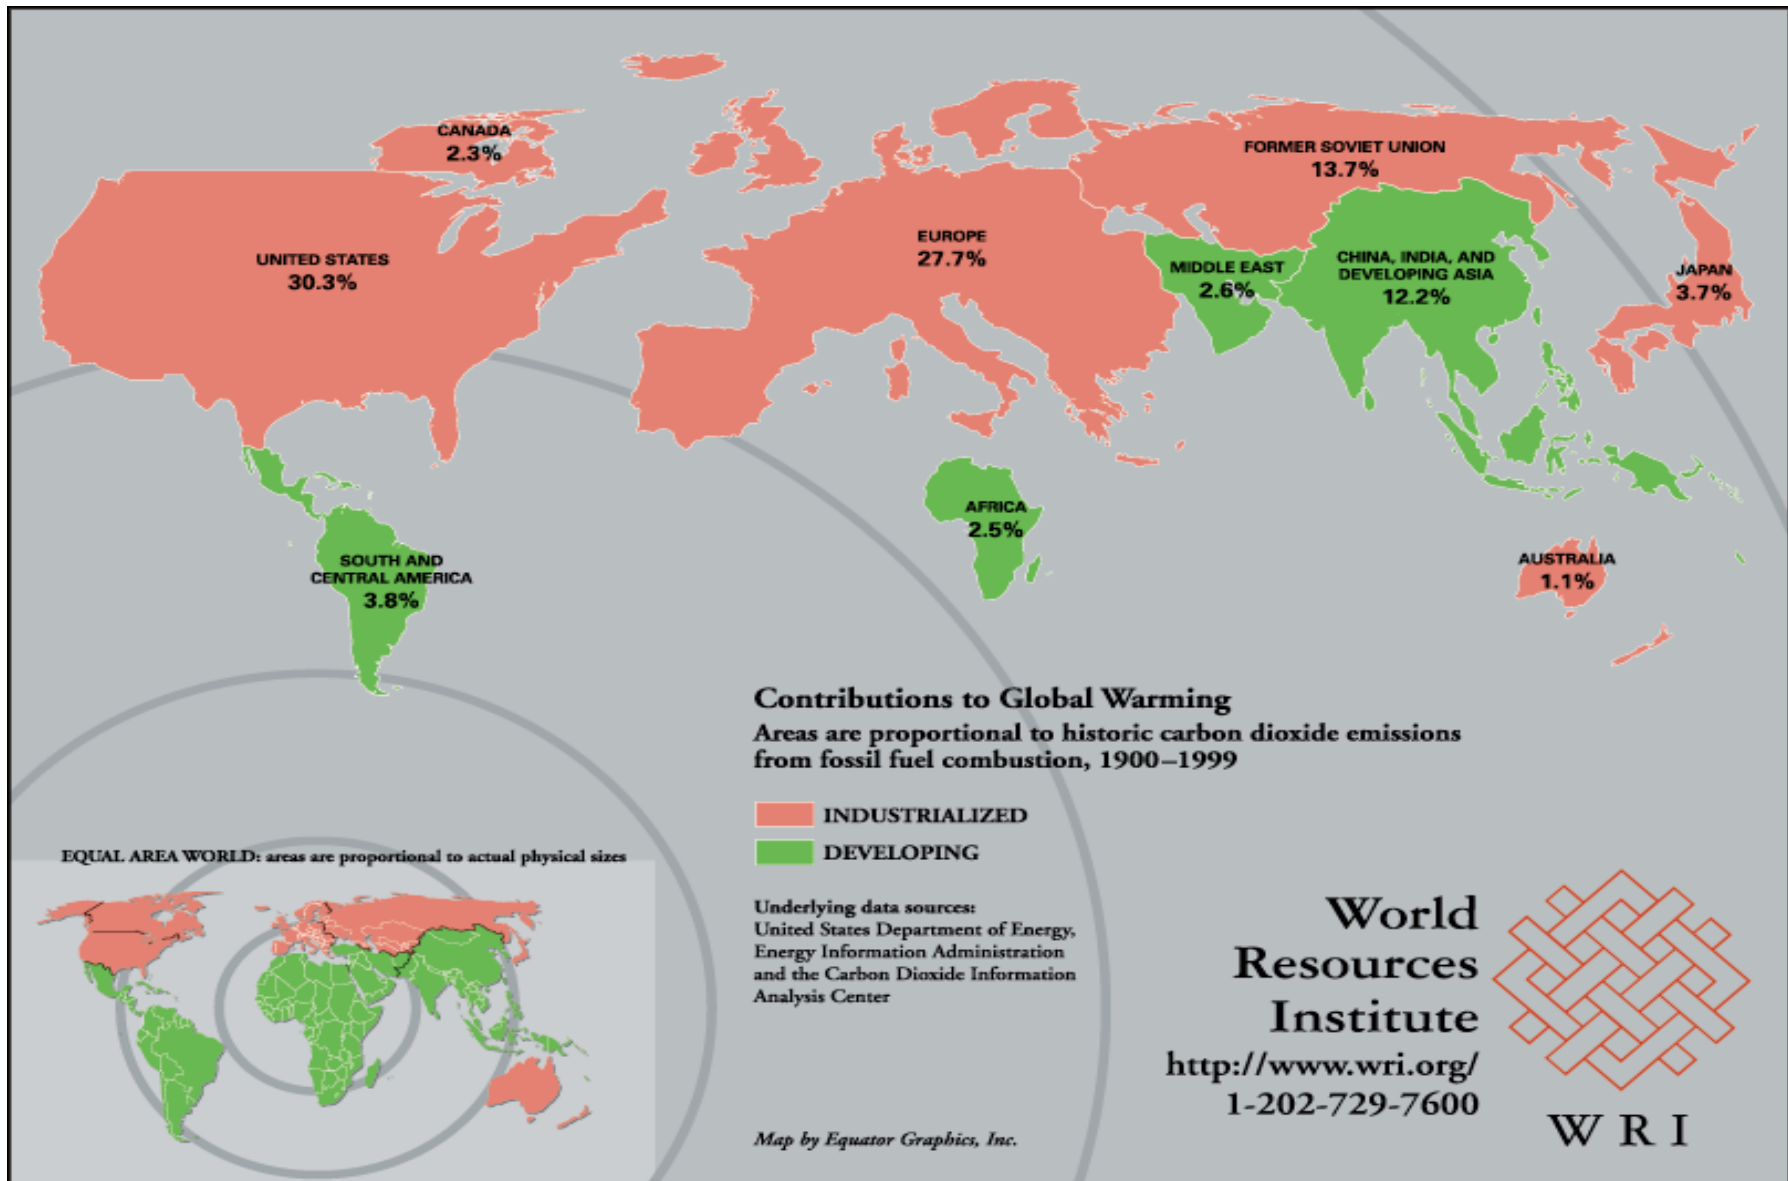 CANADA
2.3%
FORMER SOVIET UNION
13.7%
UNITED STATES
30.3%
EUROPE
27.7%
MIDDLE EAST
2.6%
CHINA, INDIA, AND
DEVELOPING ASIA
12.2%
JAPAN
3.7%
SOUTH AND
CENTRAL AMERICA
3.8%
AFRICA
2.5%
AUSTRALIA
1.1%
Contributions to Global Warming
Areas are proportional to historic carbon dioxide emissions
from fossil fuel combustion, 1900–1999
INDUSTRIALIZED
DEVELOPING
EQUAL AREA WORLD: areas are proportional to actual physical sizes
Underlying data sources:
United States Department of Energy,
Energy Information Administration
and the Carbon Dioxide Information
Analysis Center
Map by Equator Graphics, Inc.
World
Resources
Institute
http://www.wri.org/
1-202-729-7600
WRI